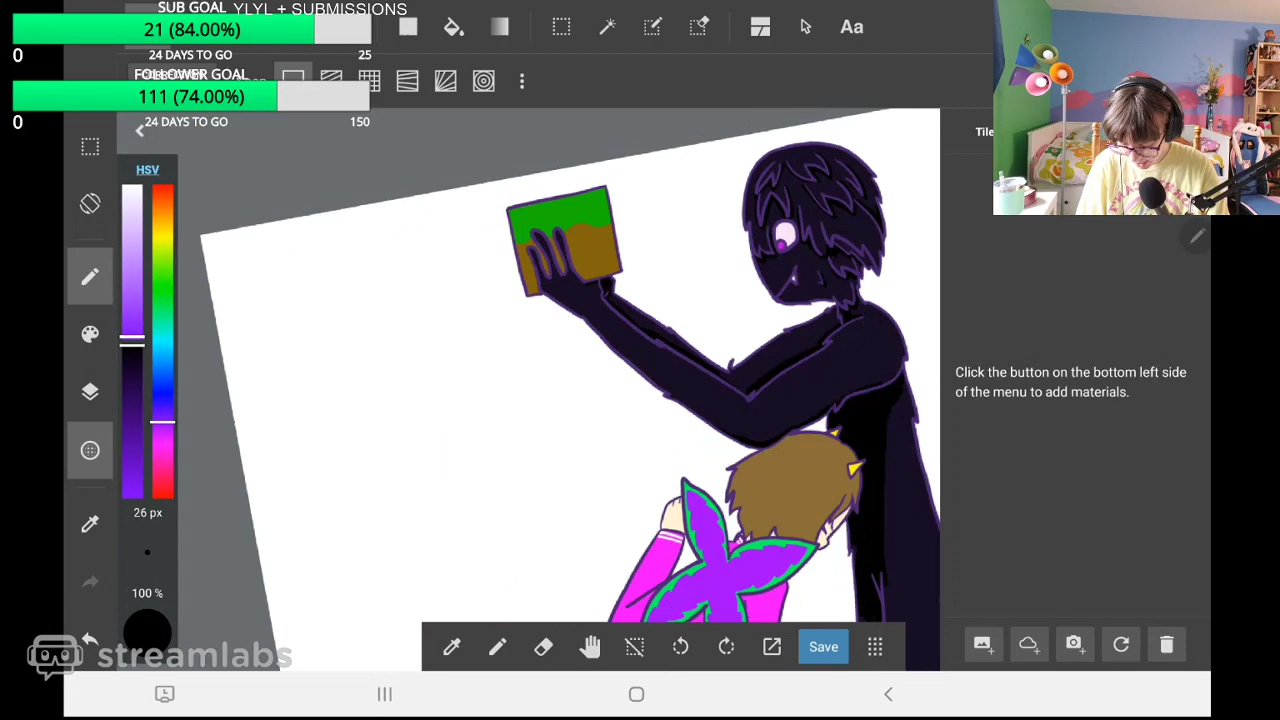 SUB GOAL
YLYL + SUBMISSIONS
21 (84.00%)
0
24 DAYS TO GO
25
FOLLOWER GOAL
111 (74.00%)
0
24 DAYS TO GO
150
Aa
HSV
26 px
100 %
Click the button on the bottom left side
of the menu to add materials.
Save
streamlabs